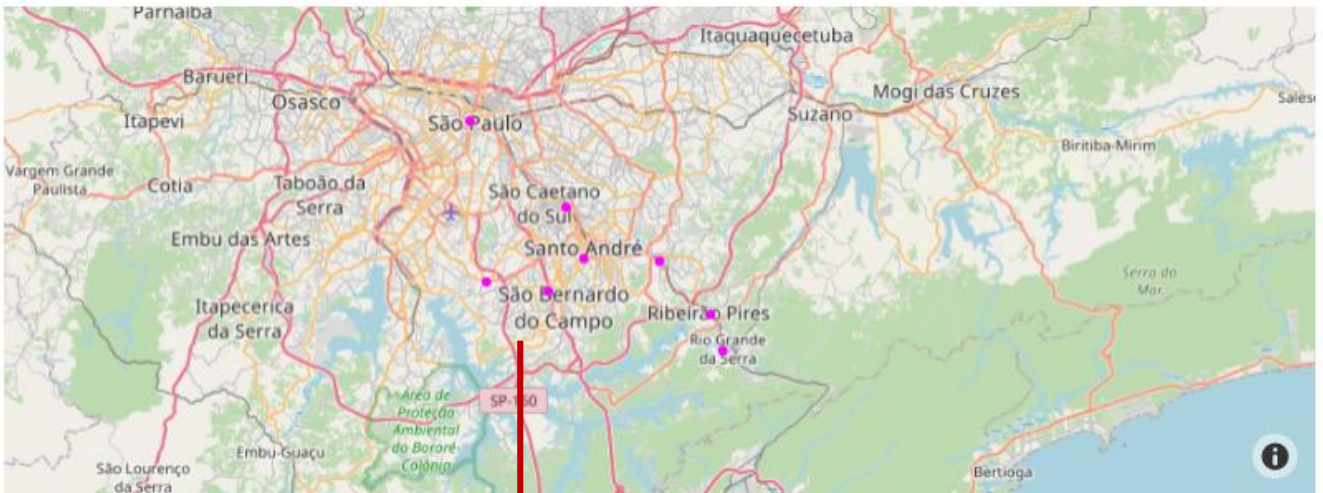 Parnaíba
Itaquaquecetuba
Barueri
Osasco
Mogi das Cruzes
Salesó
Itapevi
São Paulo
Suzano
Biritiba-Mirim
Vargem Grande
Paulista
Cotia
Taboão da
Serra
São Caetano
do Sul
Embu das Artes
Santo André
Serra do
Mar
Itapecerica
da Serra
São Bernardo
do Campo
Ribeirão Pires
Rio Grande
da Serra
Área de
Proteção
Ambiental
do Bororé-
Colônia
Embu-Guaçu
São Lourenço
da Serra
Bertioga